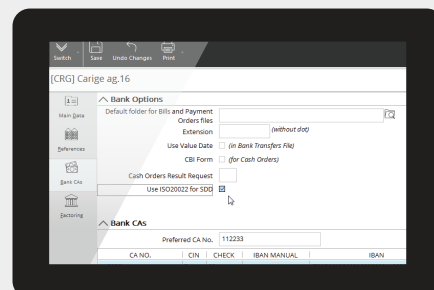 Switch Save Undo Changes Print
[CRG] Carige ag.16
Main Data
References
Bank CAs
Factoring
Bank Options
Default folder for Bills and Payment
Orders files
Extension (without dot)
Use Value Date (in Bank Transfers File)
CBI Form (for Cash Orders)
Cash Orders Result Request
Use ISO20022 for SDD
Bank CAs
Preferred CA No. 112233
CA NO. CIN CHECK IBAN MANUAL IBAN